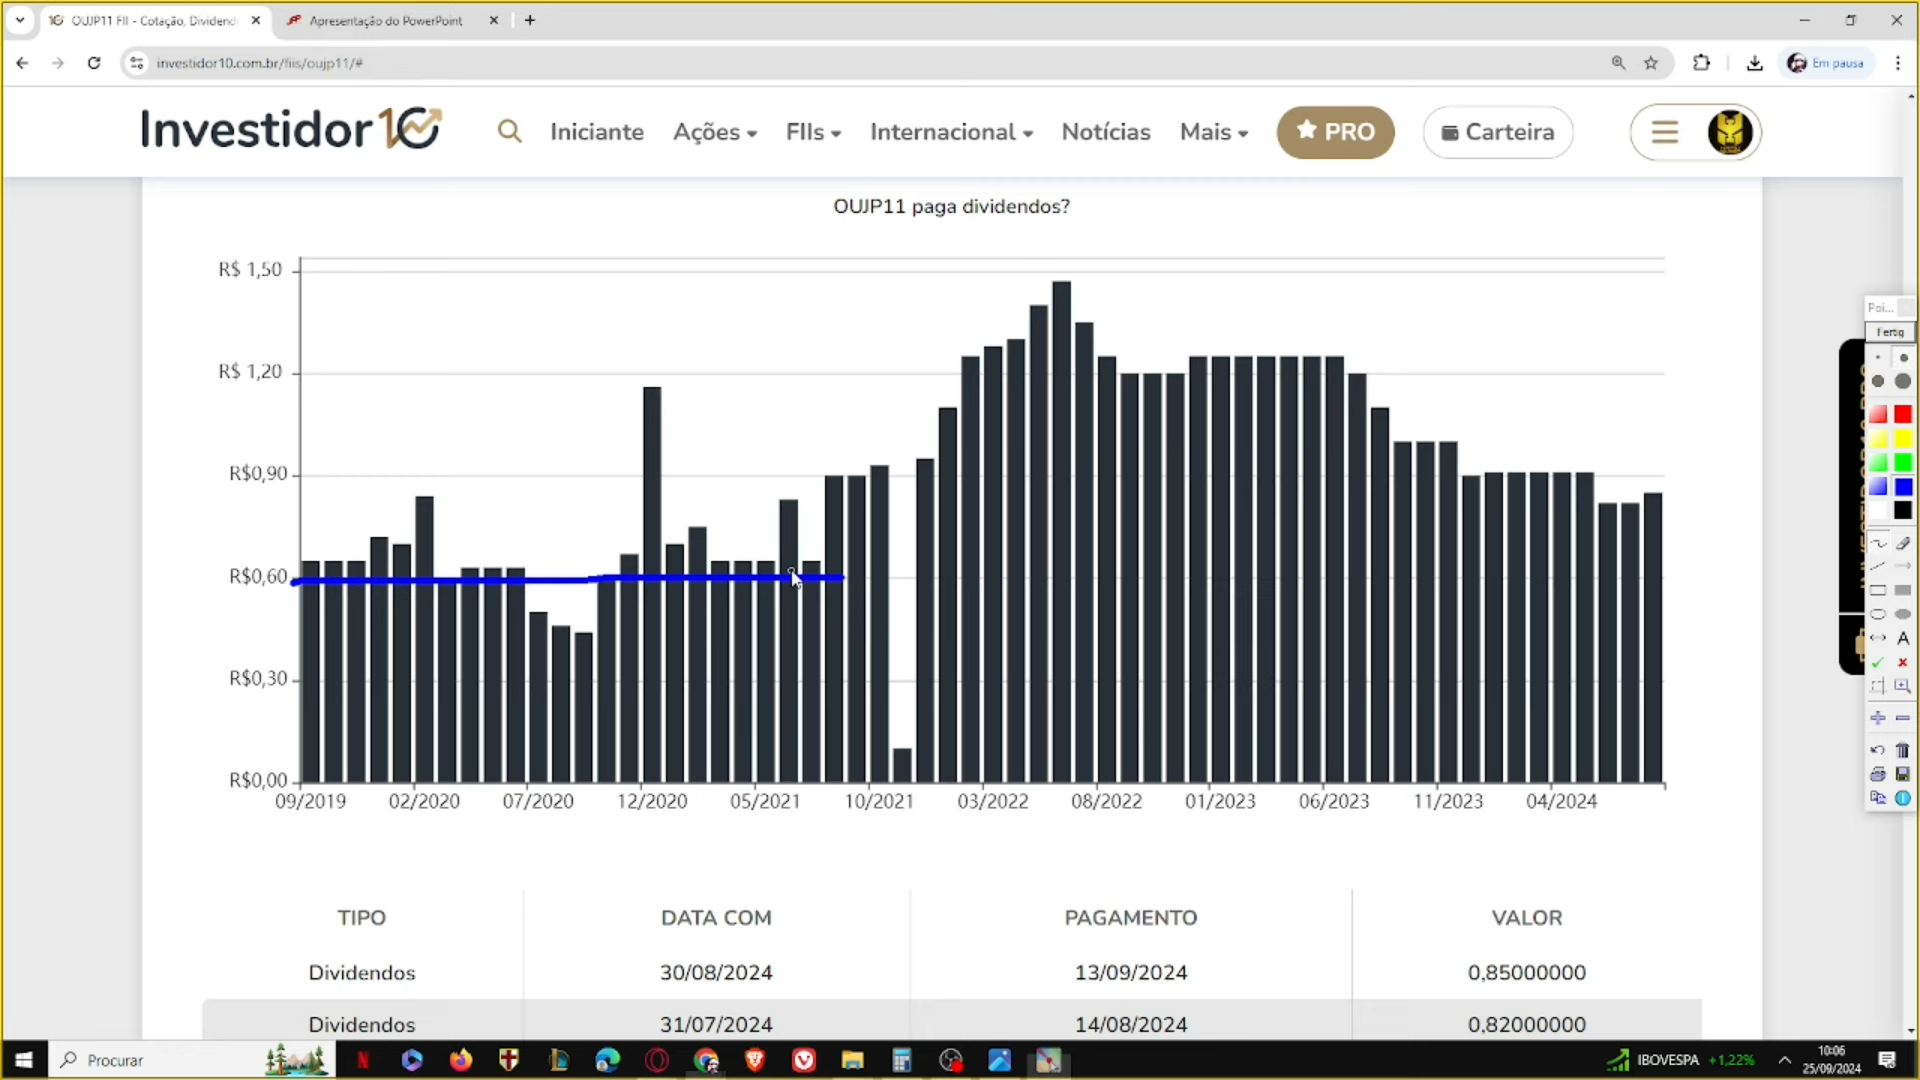 OUJP11 FII - Cotação, Dividend
Apresentação do PowerPoint
investidor10.com.br/fiis/oujp11/#
Em pausa
Investidor 10
Iniciante
Ações
FIIs
Internacional
Notícias
Mais
PRO
Carteira
OUJP11 paga dividendos?
R$ 1,50
R$ 1,20
R$0,90
R$0,60
R$0,30
R$0,00
09/2019
02/2020
07/2020
12/2020
05/2021
10/2021
03/2022
08/2022
01/2023
06/2023
11/2023
04/2024
Poi...
Fertig
A
TIPO DATA COM PAGAMENTO VALOR
Dividendos 30/08/2024 13/09/2024 0,85000000
Dividendos 31/07/2024 14/08/2024 0,82000000
Procurar
IBOVESPA +1,22%
10:06
25/09/2024